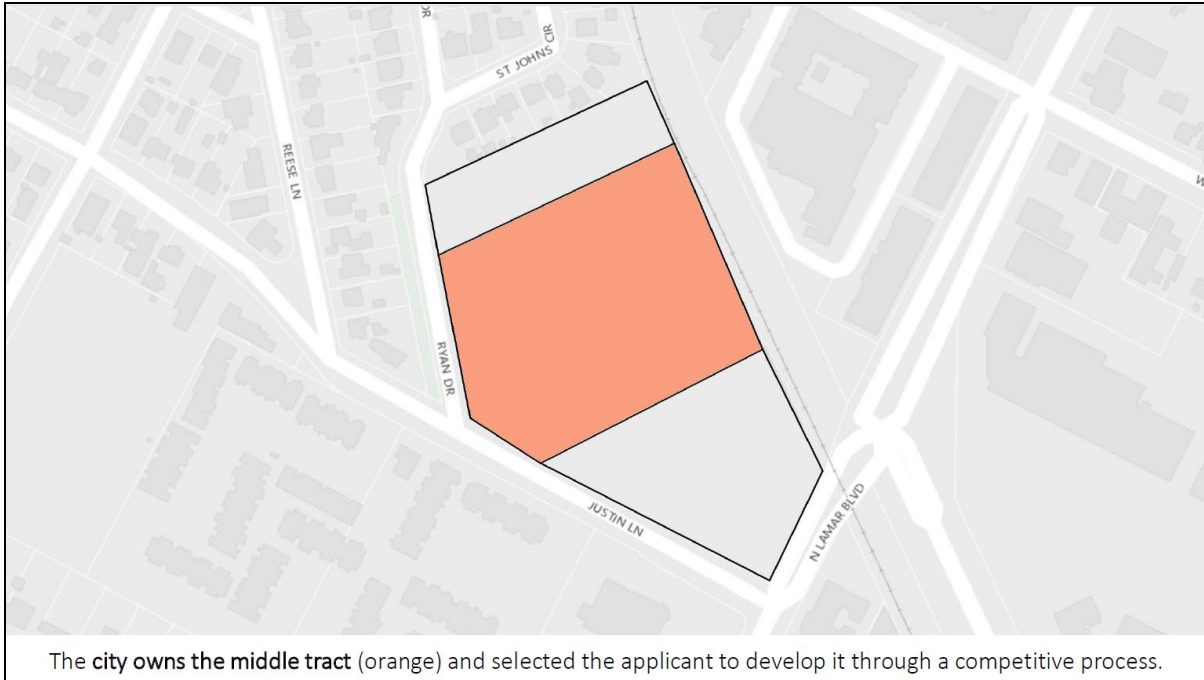 DR
ST JOHNS CIR
REESE LN
RYAN DR
JUSTIN LN
N LAMAR BLVD
W
The city owns the middle tract (orange) and selected the applicant to develop it through a competitive process.